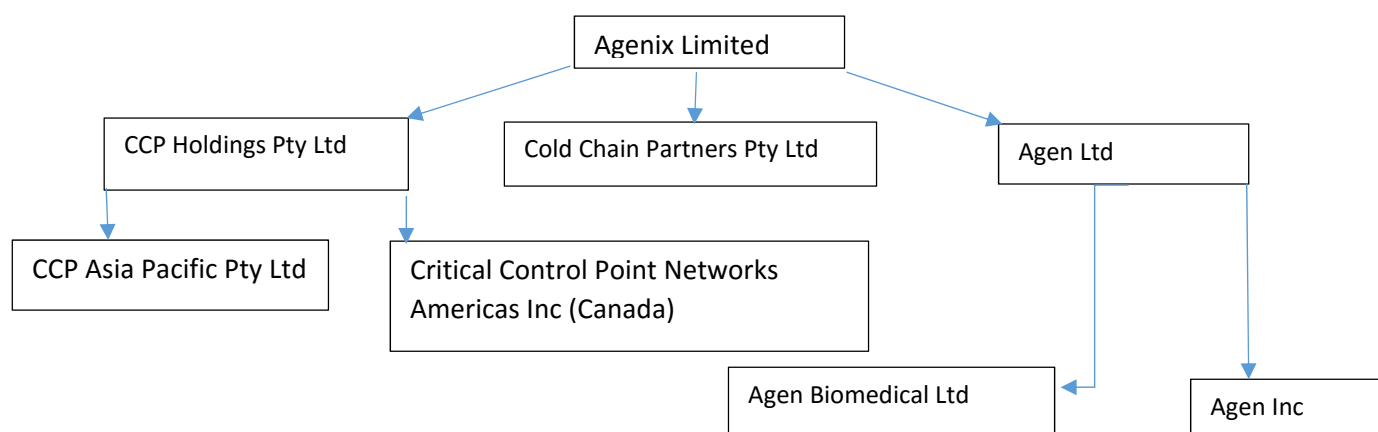 Agenix Limited
CCP Holdings Pty Ltd
Cold Chain Partners Pty Ltd
Agen Ltd
CCP Asia Pacific Pty Ltd
Critical Control Point Networks
Americas Inc (Canada)
Agen Biomedical Ltd
Agen Inc